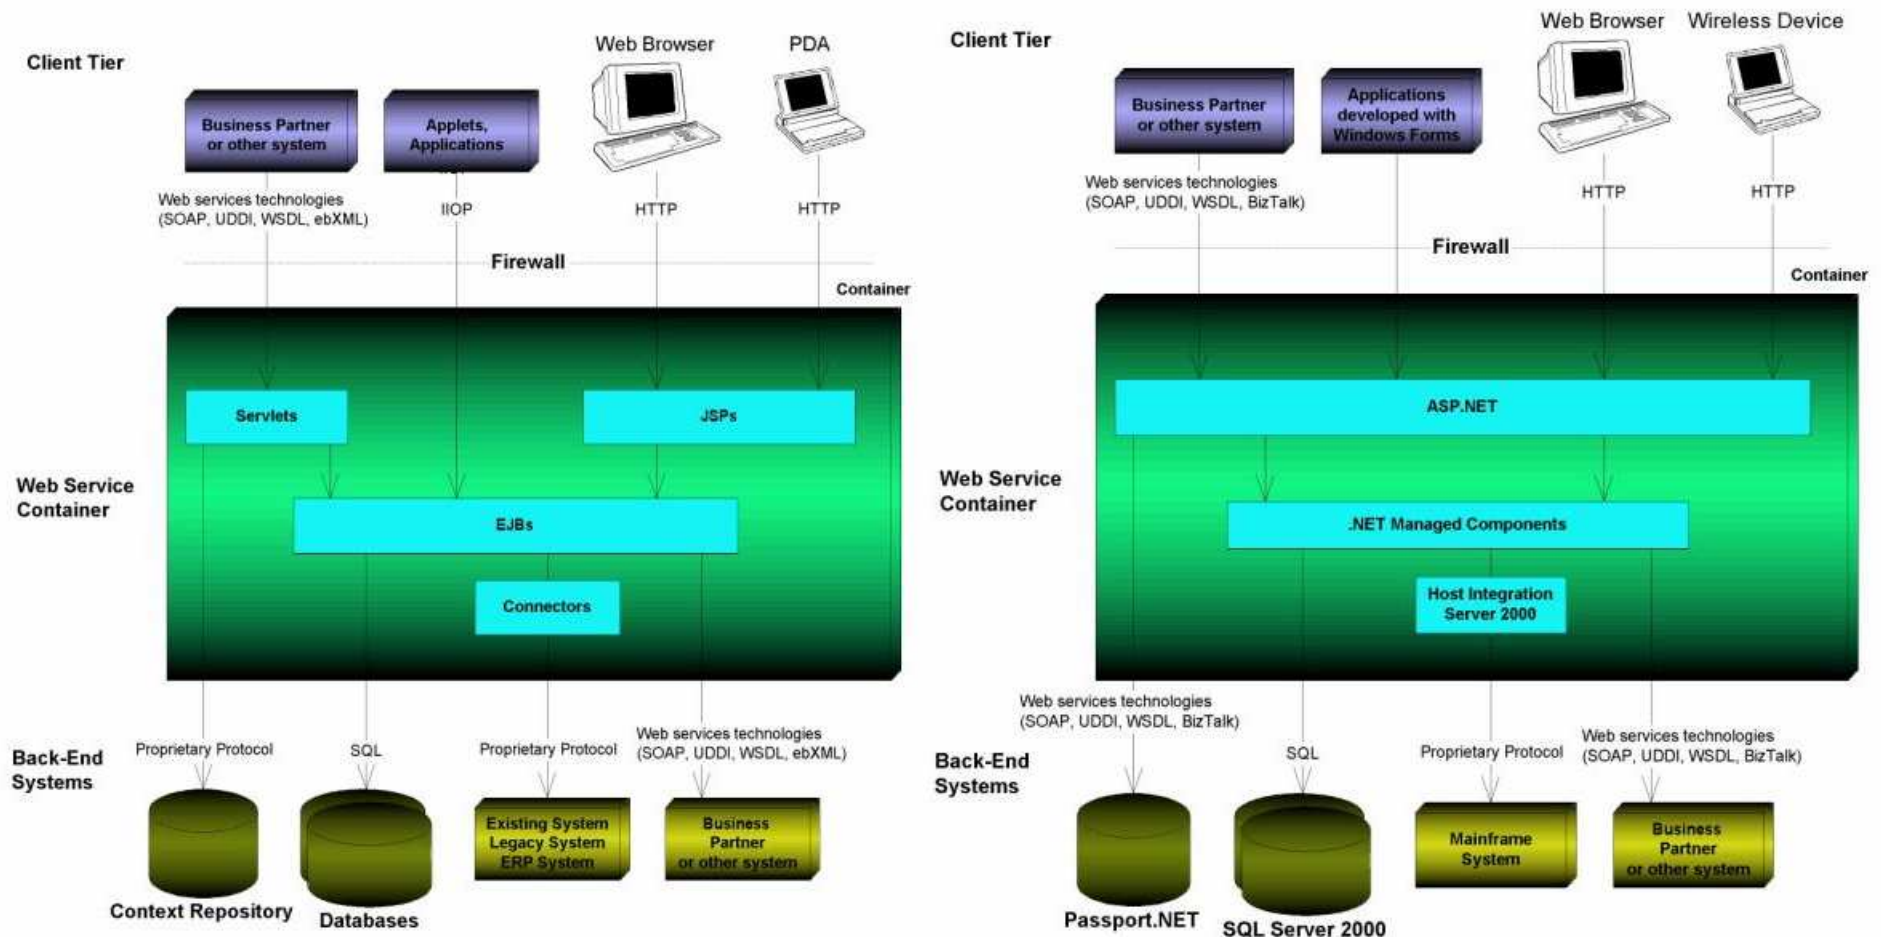 Client Tier
Web Browser
PDA
Business Partner
or other system
Applets,
Applications
Web services technologies
(SOAP, UDDI, WSDL, ebXML)
IIOP
HTTP
HTTP
Firewall
Container
Servlets
JSPs
Web Service
Container
EJBs
Connectors
Back-End
Systems
Proprietary Protocol
SQL
Proprietary Protocol
Web services technologies
(SOAP, UDDI, WSDL, ebXML)
Existing System
Legacy System
ERP System
Business
Partner
or other system
Context Repository
Databases
Client Tier
Web Browser
Wireless Device
Business Partner
or other system
Applications
developed with
Windows Forms
Web services technologies
(SOAP, UDDI, WSDL, BizTalk)
HTTP
HTTP
Firewall
Container
ASP.NET
Web Service
Container
.NET Managed Components
Host Integration
Server 2000
Web services technologies
(SOAP, UDDI, WSDL, BizTalk)
Back-End
Systems
SQL
Proprietary Protocol
Web services technologies
(SOAP, UDDI, WSDL, BizTalk)
Mainframe
System
Business
Partner
or other system
Passport.NET
SQL Server 2000